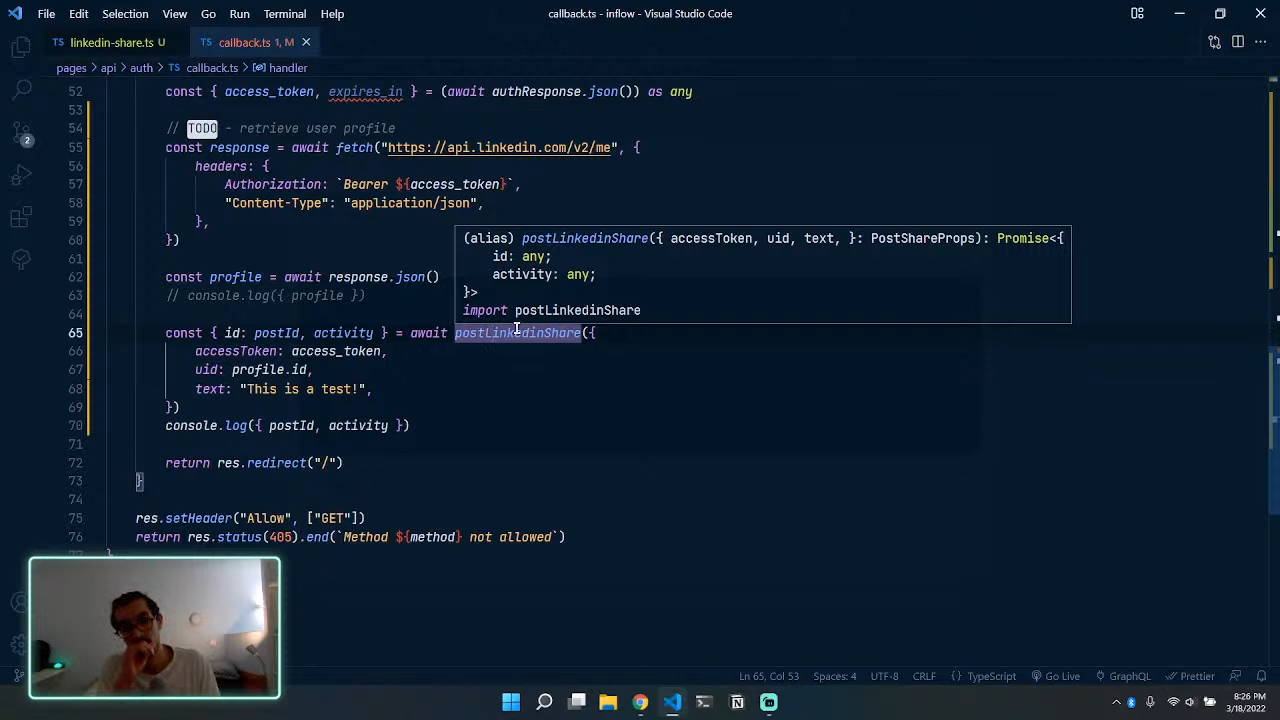 File Edit Selection View Go Run Terminal Help callback.ts - inflow - Visual Studio Code
linkedin-share.ts U callback.ts 1, M
pages > api > auth > callback.ts > handler
52 const { access_token, expires_in } = (await authResponse.json()) as any
53
54 // TODO - retrieve user profile
55 const response = await fetch("https://api.linkedin.com/v2/me", {
56 headers: {
57 Authorization: `Bearer ${access_token}`,
58 "Content-Type": "application/json",
59 },
60 })
61
62 const profile = await response.json()
63 // console.log({ profile })
64
(alias) postLinkedinShare({ accessToken, uid, text, }: PostShareProps): Promise<{
id: any;
activity: any;
}>
import postLinkedinShare
65 const { id: postId, activity } = await postLinkedinShare({
66 accessToken: access_token,
67 uid: profile.id,
68 text: "This is a test!",
69 })
70 console.log({ postId, activity })
71
72 return res.redirect("/")
73 }
74
75 res.setHeader("Allow", ["GET"])
76 return res.status(405).end(`Method ${method} not allowed`)
77 }
2
Ln 65, Col 53 Spaces: 4 UTF-8 CRLF {} TypeScript Go Live GraphQL Prettier
8:26 PM
3/18/2022